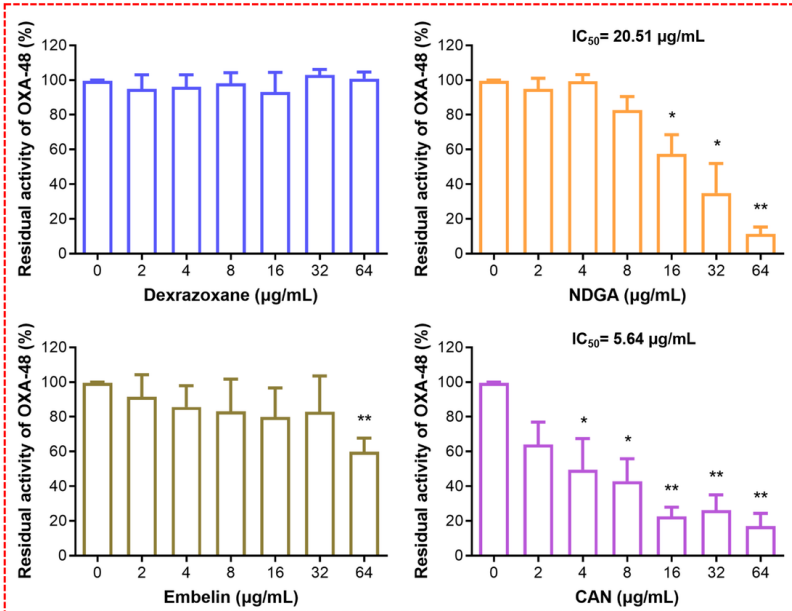 Residual activity of OXA-48 (%)
120
100
80
60
40
20
0
0 2 4 8 16 32 64
Dexrazoxane (µg/mL)
IC₅₀= 20.51 µg/mL
Residual activity of OXA-48 (%)
120
100
80
60
40
20
0
*
*
**
0 2 4 8 16 32 64
NDGA (µg/mL)
Residual activity of OXA-48 (%)
120
100
80
60
40
20
0
**
0 2 4 8 16 32 64
Embelin (µg/mL)
IC₅₀= 5.64 µg/mL
Residual activity of OXA-48 (%)
120
100
80
60
40
20
0
*
*
**
**
**
0 2 4 8 16 32 64
CAN (µg/mL)